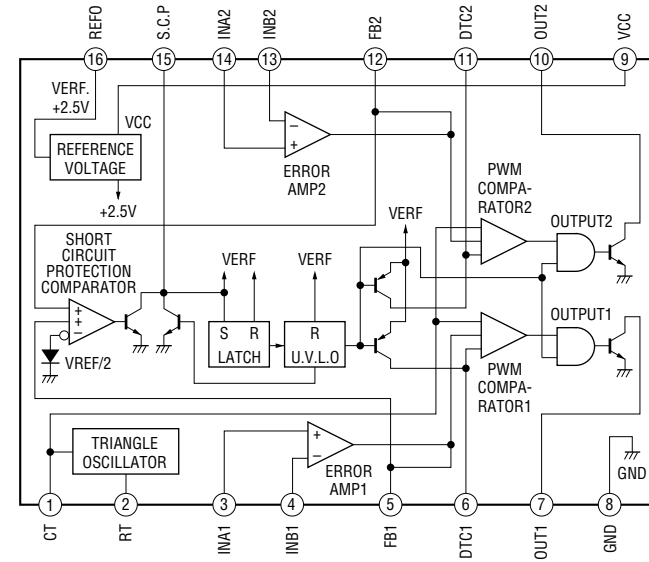 REFO
S.C.P
INA2
INB2
FB2
DTC2
OUT2
VCC
16
15
14
13
12
11
10
9
VERF.
+2.5V
VCC
REFERENCE
VOLTAGE
+2.5V
−
+
ERROR
AMP2
PWM
COMPA-
RATOR2
OUTPUT2
SHORT
CIRCUIT
PROTECTION
COMPARATOR
VERF
VERF
VERF
+
+
−
S R
LATCH
R
U.V.L.O
OUTPUT1
VREF/2
PWM
COMPA-
RATOR1
TRIANGLE
OSCILLATOR
+
−
ERROR
AMP1
GND
1
2
3
4
5
6
7
8
CT
RT
INA1
INB1
FB1
DTC1
OUT1
GND